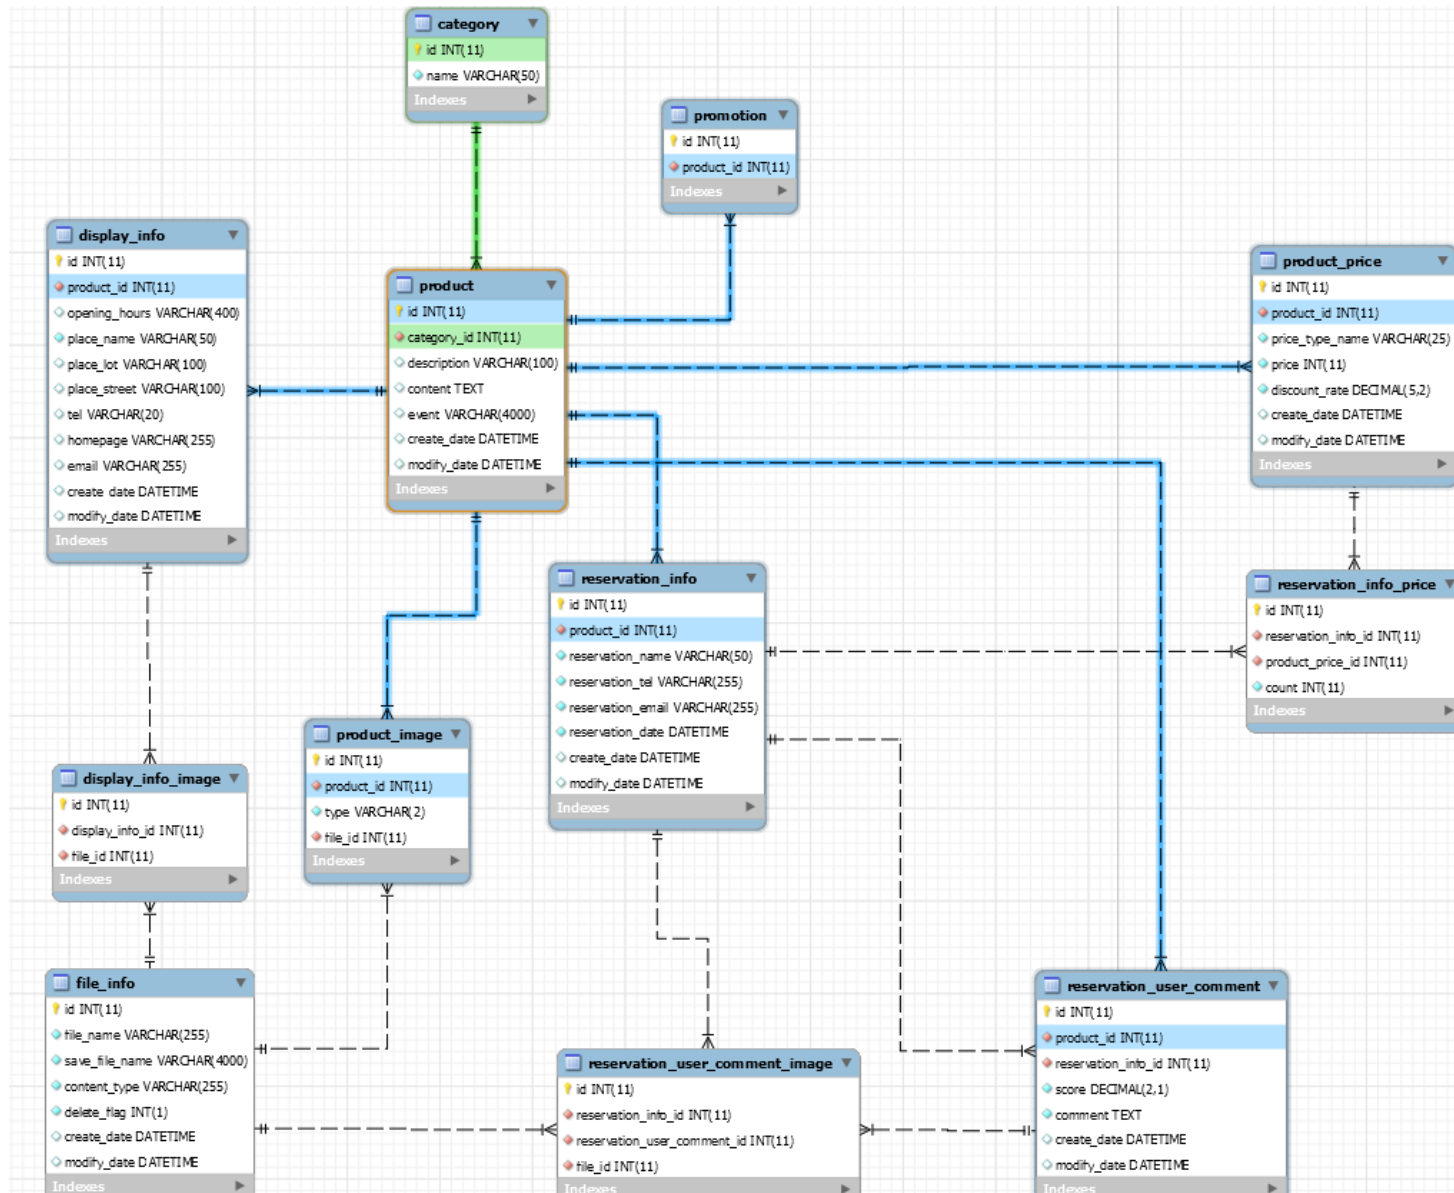 category
id INT(11)
name VARCHAR(50)
Indexes
promotion
id INT(11)
product_id INT(11)
Indexes
display_info
id INT(11)
product_id INT(11)
opening_hours VARCHAR(400)
place_name VARCHAR(50)
place_lot VARCHAR(100)
place_street VARCHAR(100)
tel VARCHAR(20)
homepage VARCHAR(255)
email VARCHAR(255)
create_date DATETIME
modify_date DATETIME
Indexes
product
id INT(11)
category_id INT(11)
description VARCHAR(100)
content TEXT
event VARCHAR(4000)
create_date DATETIME
modify_date DATETIME
Indexes
product_price
id INT(11)
product_id INT(11)
price_type_name VARCHAR(25)
price INT(11)
discount_rate DECIMAL(5,2)
create_date DATETIME
modify_date DATETIME
Indexes
reservation_info
id INT(11)
product_id INT(11)
reservation_name VARCHAR(50)
reservation_tel VARCHAR(255)
reservation_email VARCHAR(255)
reservation_date DATETIME
create_date DATETIME
modify_date DATETIME
Indexes
reservation_info_price
id INT(11)
reservation_info_id INT(11)
product_price_id INT(11)
count INT(11)
Indexes
product_image
id INT(11)
product_id INT(11)
type VARCHAR(2)
file_id INT(11)
Indexes
display_info_image
id INT(11)
display_info_id INT(11)
file_id INT(11)
Indexes
file_info
id INT(11)
file_name VARCHAR(255)
save_file_name VARCHAR(4000)
content_type VARCHAR(255)
delete_flag INT(1)
create_date DATETIME
modify_date DATETIME
Indexes
reservation_user_comment_image
id INT(11)
reservation_info_id INT(11)
reservation_user_comment_id INT(11)
file_id INT(11)
Indexes
reservation_user_comment
id INT(11)
product_id INT(11)
reservation_info_id INT(11)
score DECIMAL(2,1)
comment TEXT
create_date DATETIME
modify_date DATETIME
Indexes